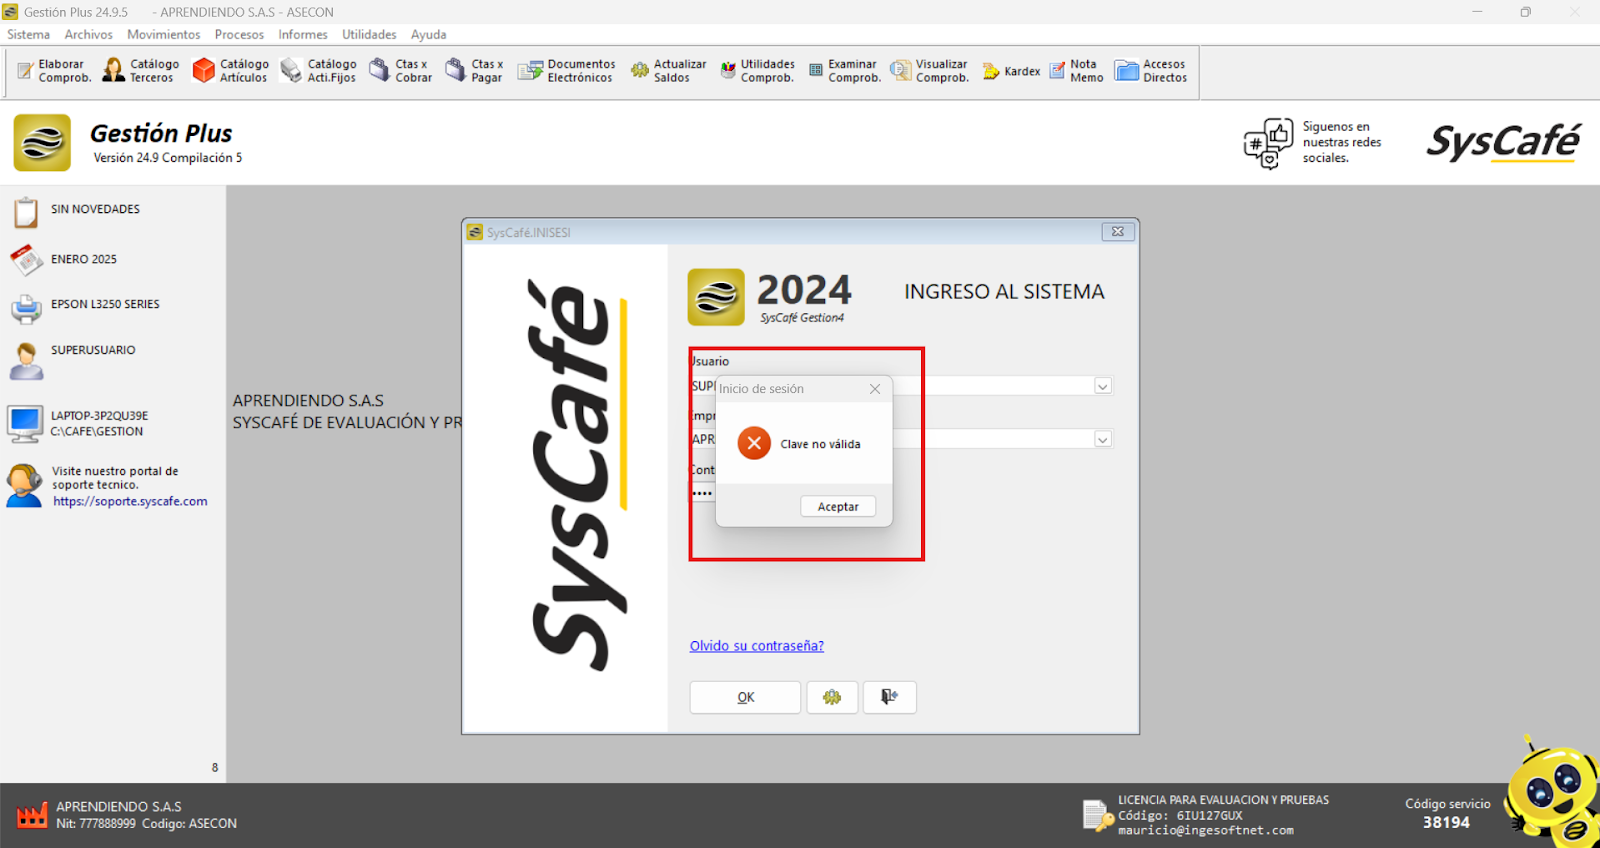 Gestión Plus 24.9.5 - APRENDIENDO S.A.S - ASECON
Sistema Archivos Movimientos Procesos Informes Utilidades Ayuda
Elaborar Comprob.
Catálogo Terceros
Catálogo Artículos
Catálogo Acti.Fijos
Ctas x Cobrar
Ctas x Pagar
Documentos Electrónicos
Actualizar Saldos
Utilidades Comprob.
Examinar Comprob.
Visualizar Comprob.
Kardex
Nota Memo
Accesos Directos
Gestión Plus
Versión 24.9 Compilación 5
Siguenos en
nuestras redes
sociales.
SysCafé
SIN NOVEDADES
ENERO 2025
EPSON L3250 SERIES
SUPERUSUARIO
LAPTOP-3P2QU39E
C:\CAFE\GESTION
Visite nuestro portal de
soporte tecnico.
https://soporte.syscafe.com
8
APRENDIENDO S.A.S
SYSCAFÉ DE EVALUACIÓN Y PR
SysCafé.INISESI
SysCafé
2024
SysCafé Gestion4
INGRESO AL SISTEMA
Usuario
SUP
Inicio de sesión
Empr
APR
Clave no válida
Cont
••••
Aceptar
Olvido su contraseña?
OK
APRENDIENDO S.A.S
Nit: 777888999 Codigo: ASECON
LICENCIA PARA EVALUACION Y PRUEBAS
Código: 6IU127GUX
mauricio@ingesoftnet.com
Código servicio
38194